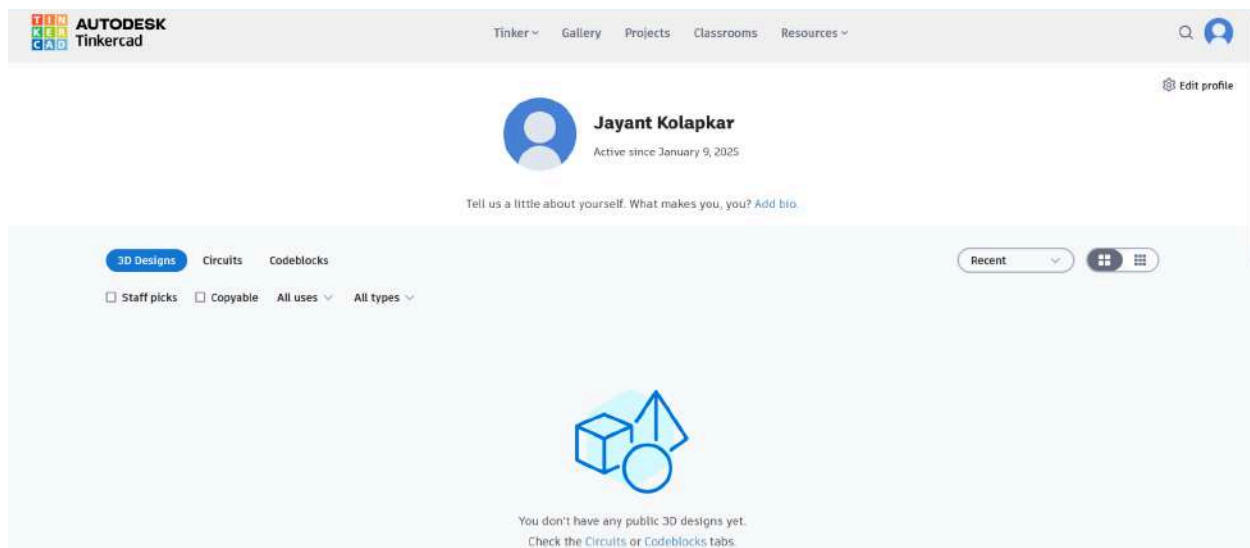 TIN
KER
CAD
AUTODESK
Tinkercad
Tinker Gallery Projects Classrooms Resources
Edit profile
Jayant Kolapkar
Active since January 9, 2025
Tell us a little about yourself. What makes you, you? Add bio.
3D Designs Circuits Codeblocks Recent
Staff picks Copyable All uses All types
You don't have any public 3D designs yet.
Check the Circuits or Codeblocks tabs.